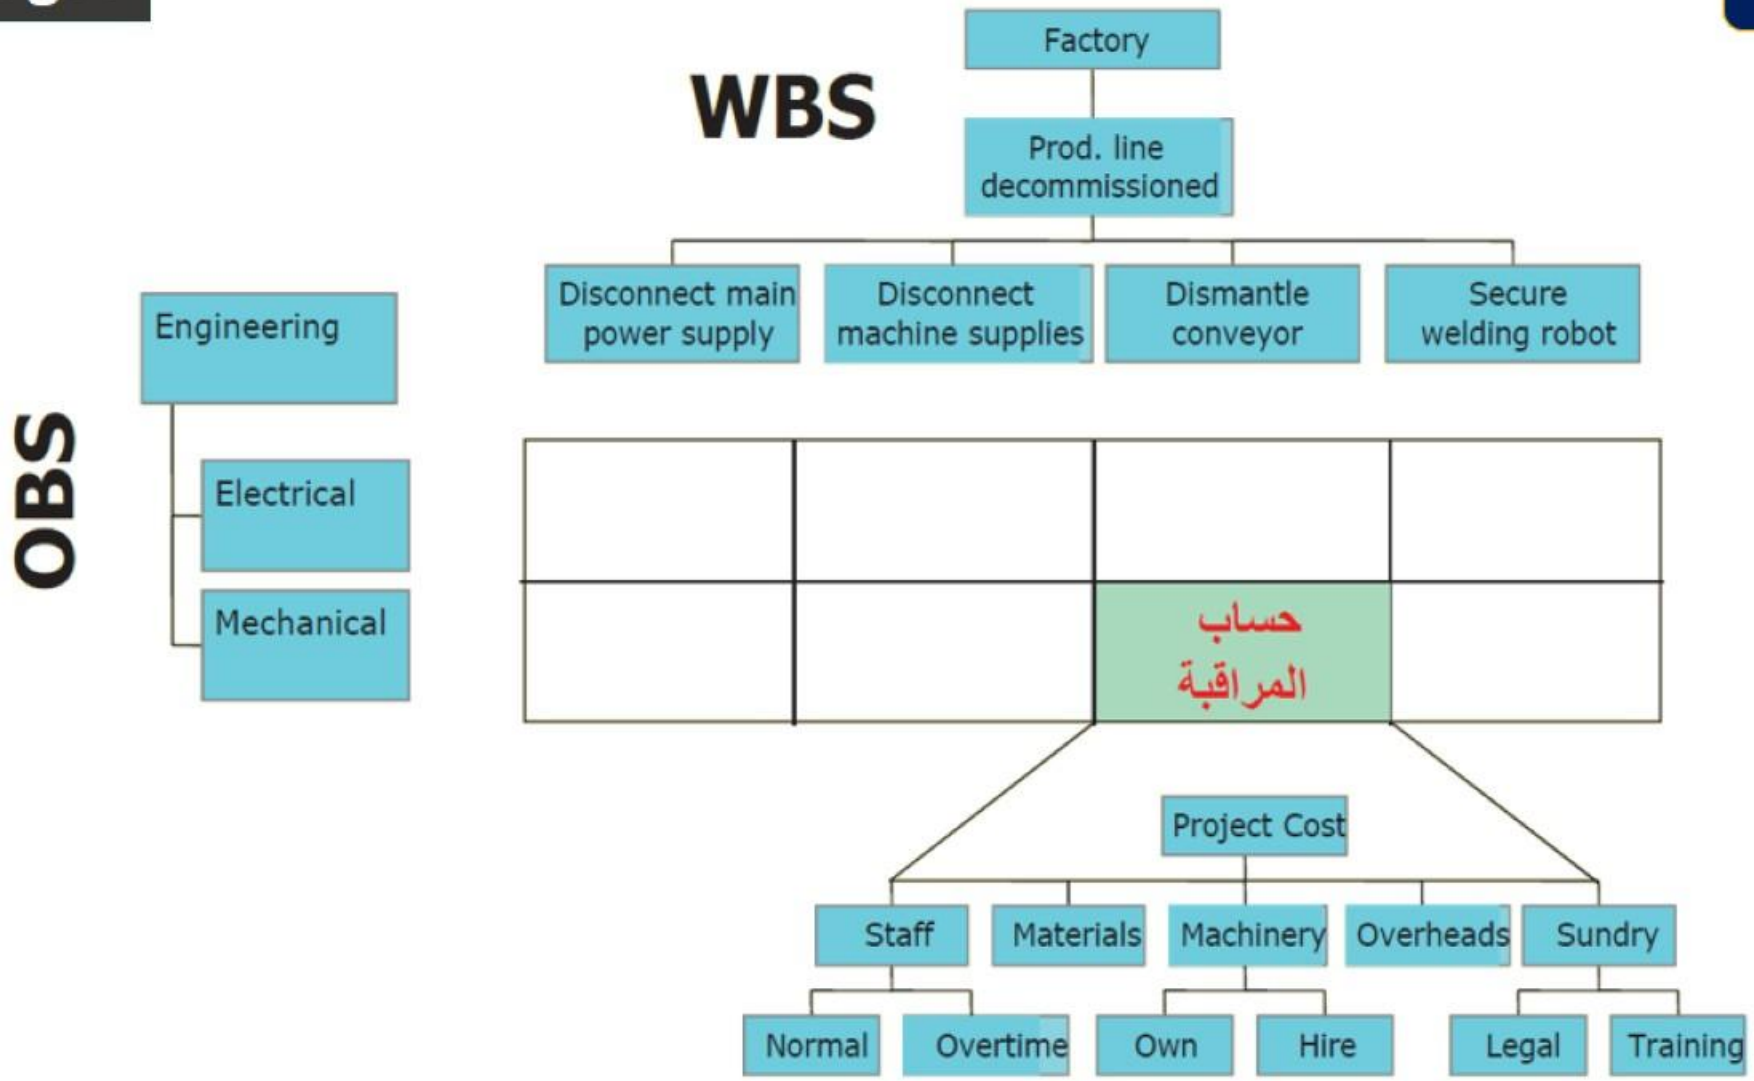 Factory
WBS
Prod. line
decommissioned
Disconnect main
power supply
Disconnect
machine supplies
Dismantle
conveyor
Secure
welding robot
OBS
Engineering
Electrical
Mechanical
حساب
المراقبة
Project Cost
Staff
Materials
Machinery
Overheads
Sundry
Normal
Overtime
Own
Hire
Legal
Training